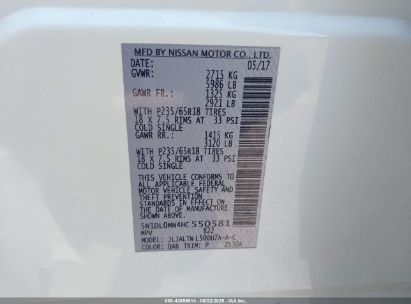 MFD BY NISSAN MOTOR CO., LTD.
DATE: 05/17
GVWR: 2715 KG
5986 LB
GAWR FR.: 1325 KG
2921 LB
WITH P235/65R18 TIRES
18 X 7.5 RIMS AT 33 PSI
COLD SINGLE
GAWR RR.: 1415 KG
3120 LB
WITH P235/65R18 TIRES
18 X 7.5 RIMS AT 33 PSI
COLD SINGLE
THIS VEHICLE CONFORMS TO
ALL APPLICABLE FEDERAL
MOTOR VEHICLE SAFETY AND
THEFT PREVENTION STANDARDS
IN EFFECT ON THE DATE OF
MANUFACTURE SHOWN ABOVE.
5N1DL0MN4HC550581
MPV 822
MODEL: JLJALTWL50
COLOR: QAB TRIM: P